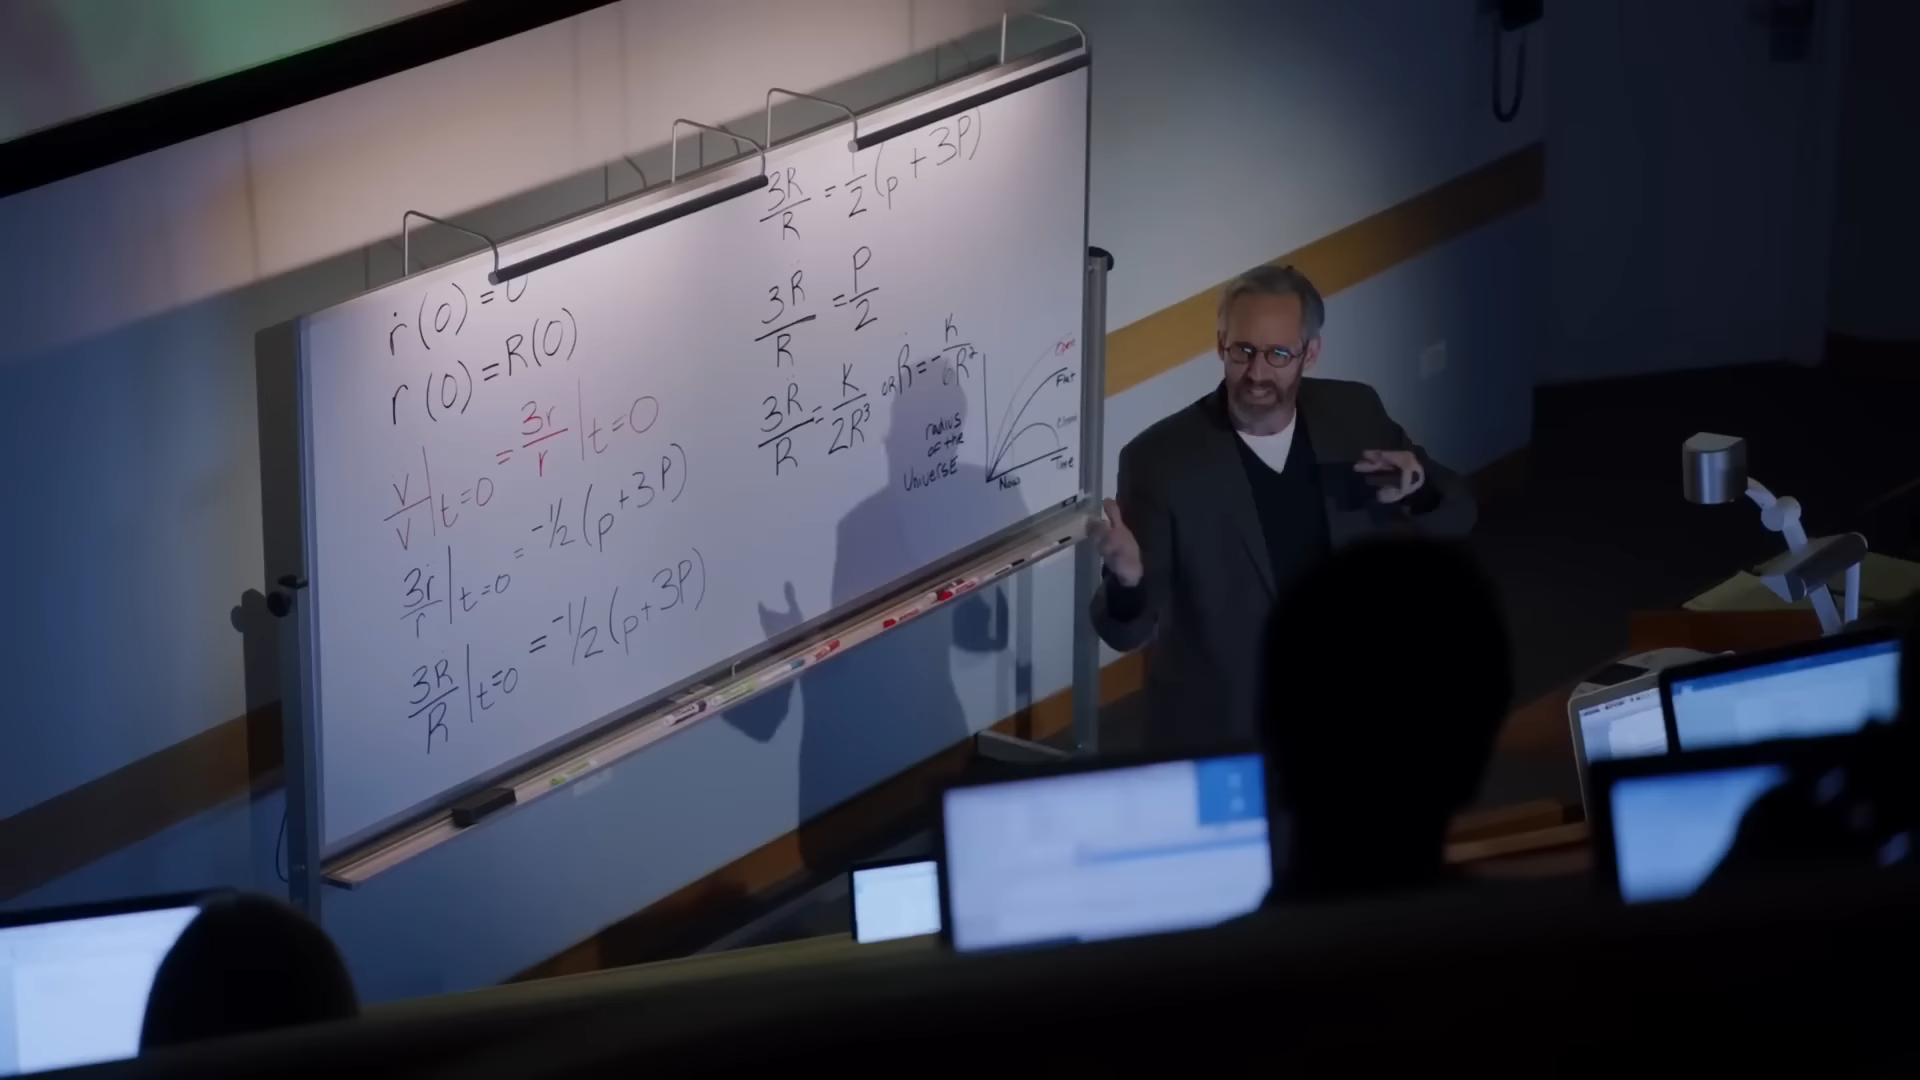 ṙ(0)=0
r(0)=R(0)
V/V|t=0 = 3r/r|t=0
3r̈/r|t=0 = -1/2(p+3P)
3R̈/R|t=0 = -1/2(p+3P)
3R/R = 1/2(p+3P)
3R̈/R = P/2
3R̈/R = K/2R³ OR R̈=-K/6R²
radius
of the
UniversE
Open
Flat
Time
Now